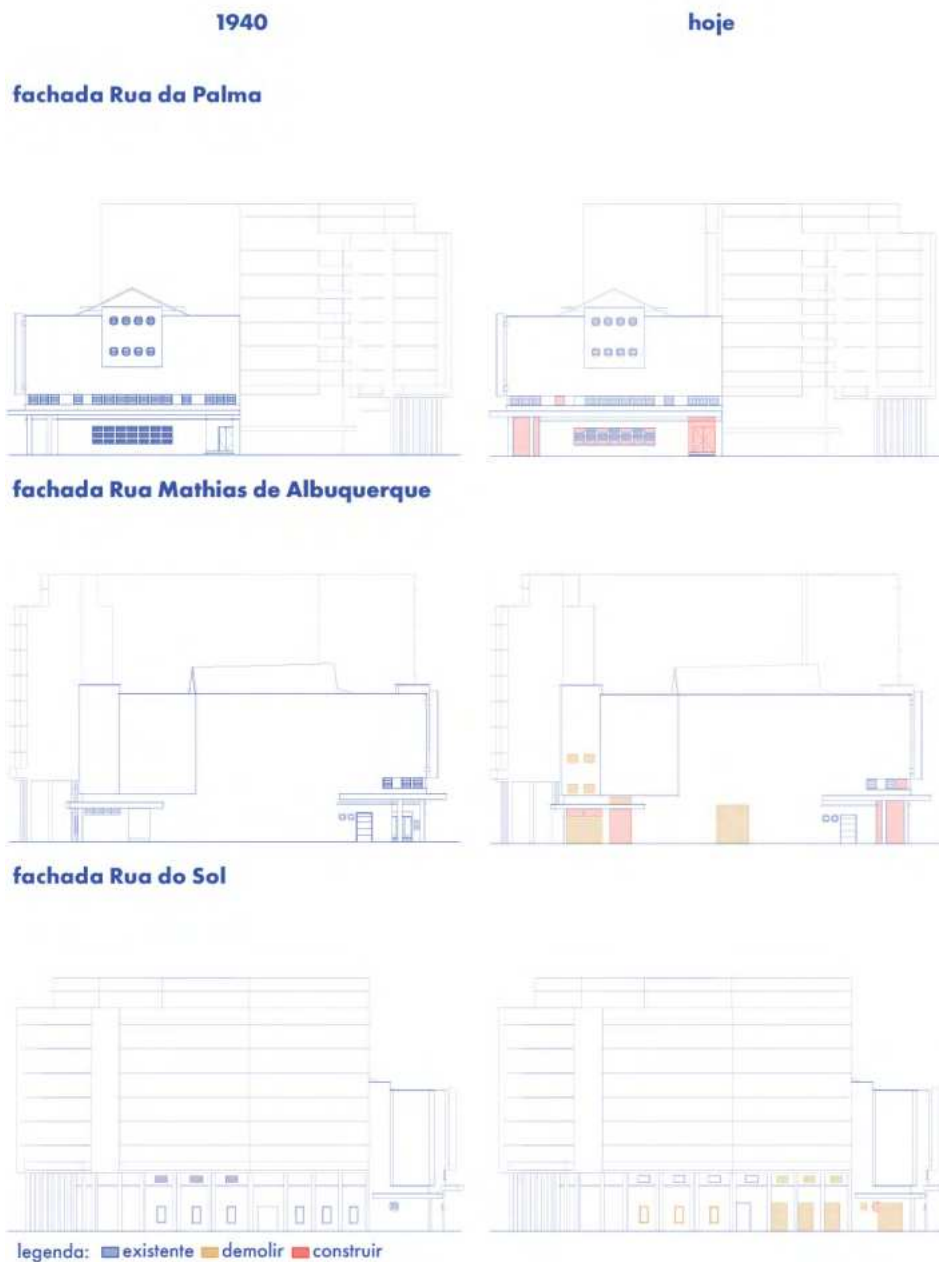 1940
hoje
fachada Rua da Palma
fachada Rua Mathias de Albuquerque
fachada Rua do Sol
legenda: existente demolir construir